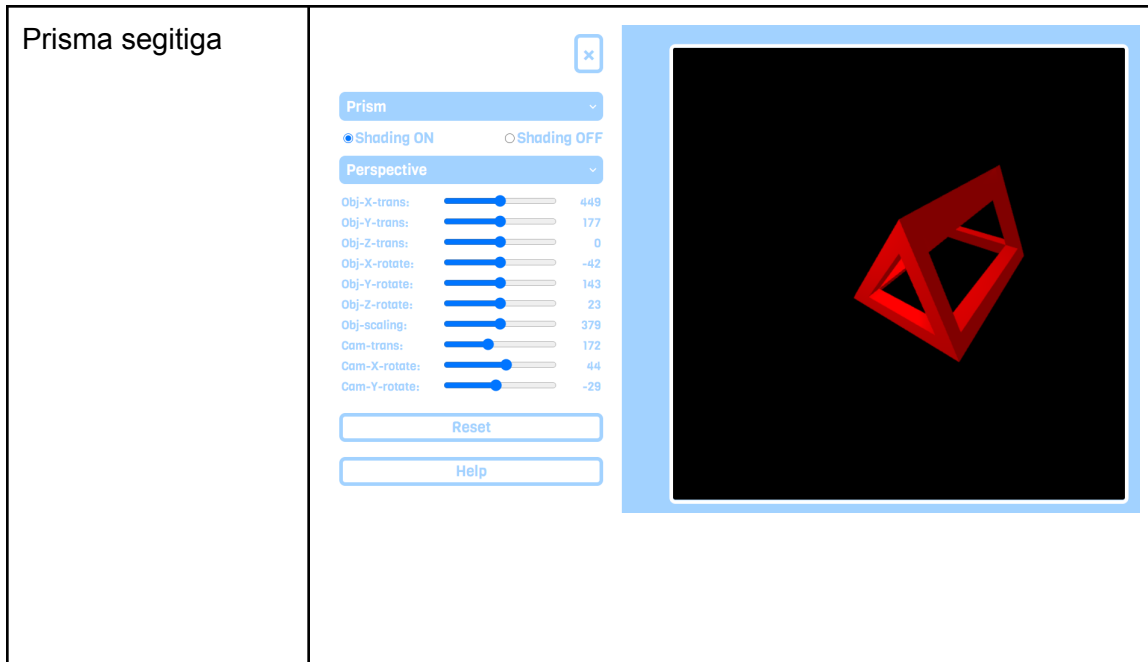 Prisma segitiga
×
Prism
Shading ON Shading OFF
Perspective
Obj-X-trans: 449
Obj-Y-trans: 177
Obj-Z-trans: 0
Obj-X-rotate: -42
Obj-Y-rotate: 143
Obj-Z-rotate: 23
Obj-scaling: 379
Cam-trans: 172
Cam-X-rotate: 44
Cam-Y-rotate: -29
Reset
Help